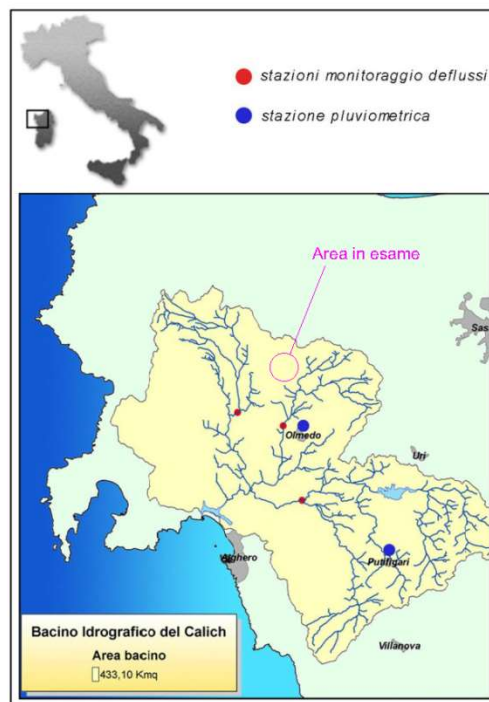 stazioni monitoraggio deflussi
stazione pluviometrica
Area in esame
Sas
Olmedo
Uri
Alghero
Putifigari
Villanova
Bacino Idrografico del Calich
Area bacino
433,10 Kmq